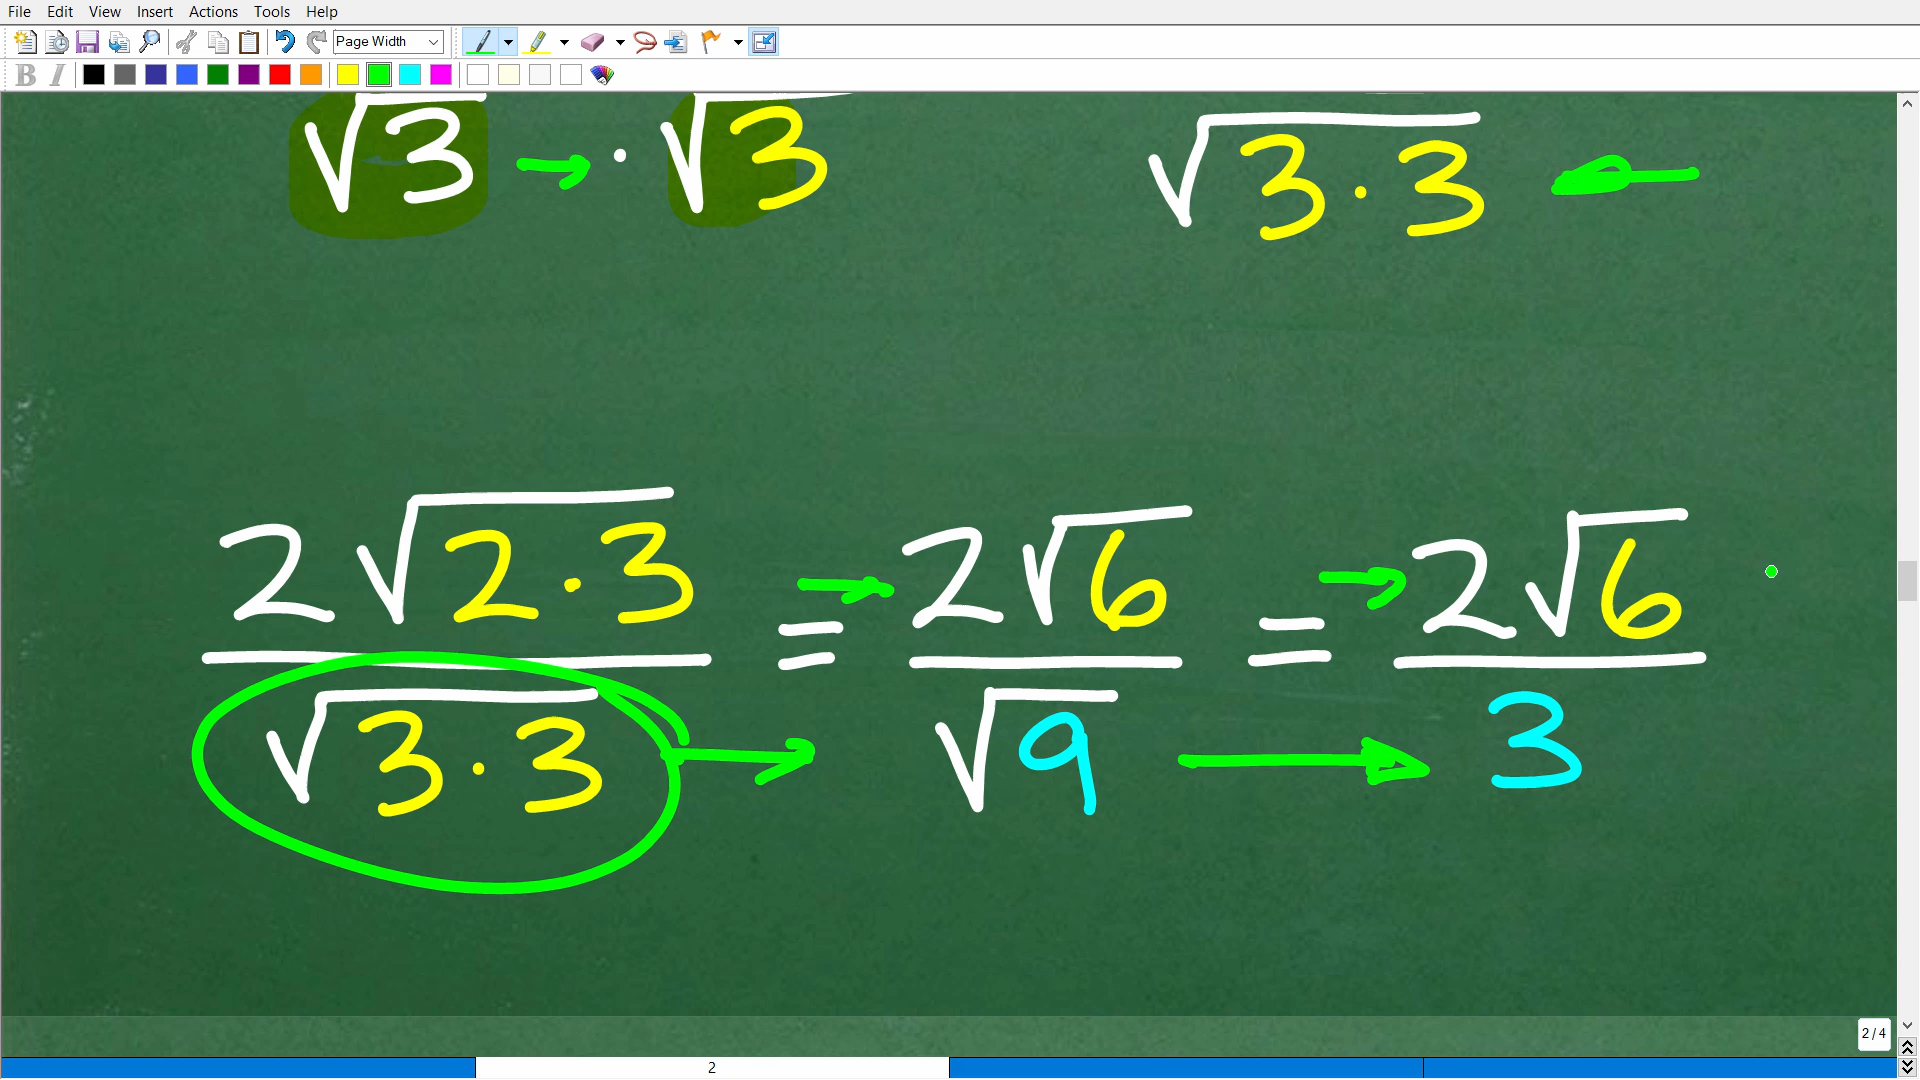 File Edit View Insert Actions Tools Help
Page Width
B I
√3 → · √3
√3·3 ←
2√2·3 / √3·3 = → 2√6 / √9 = → 2√6 / 3
2 / 4
2